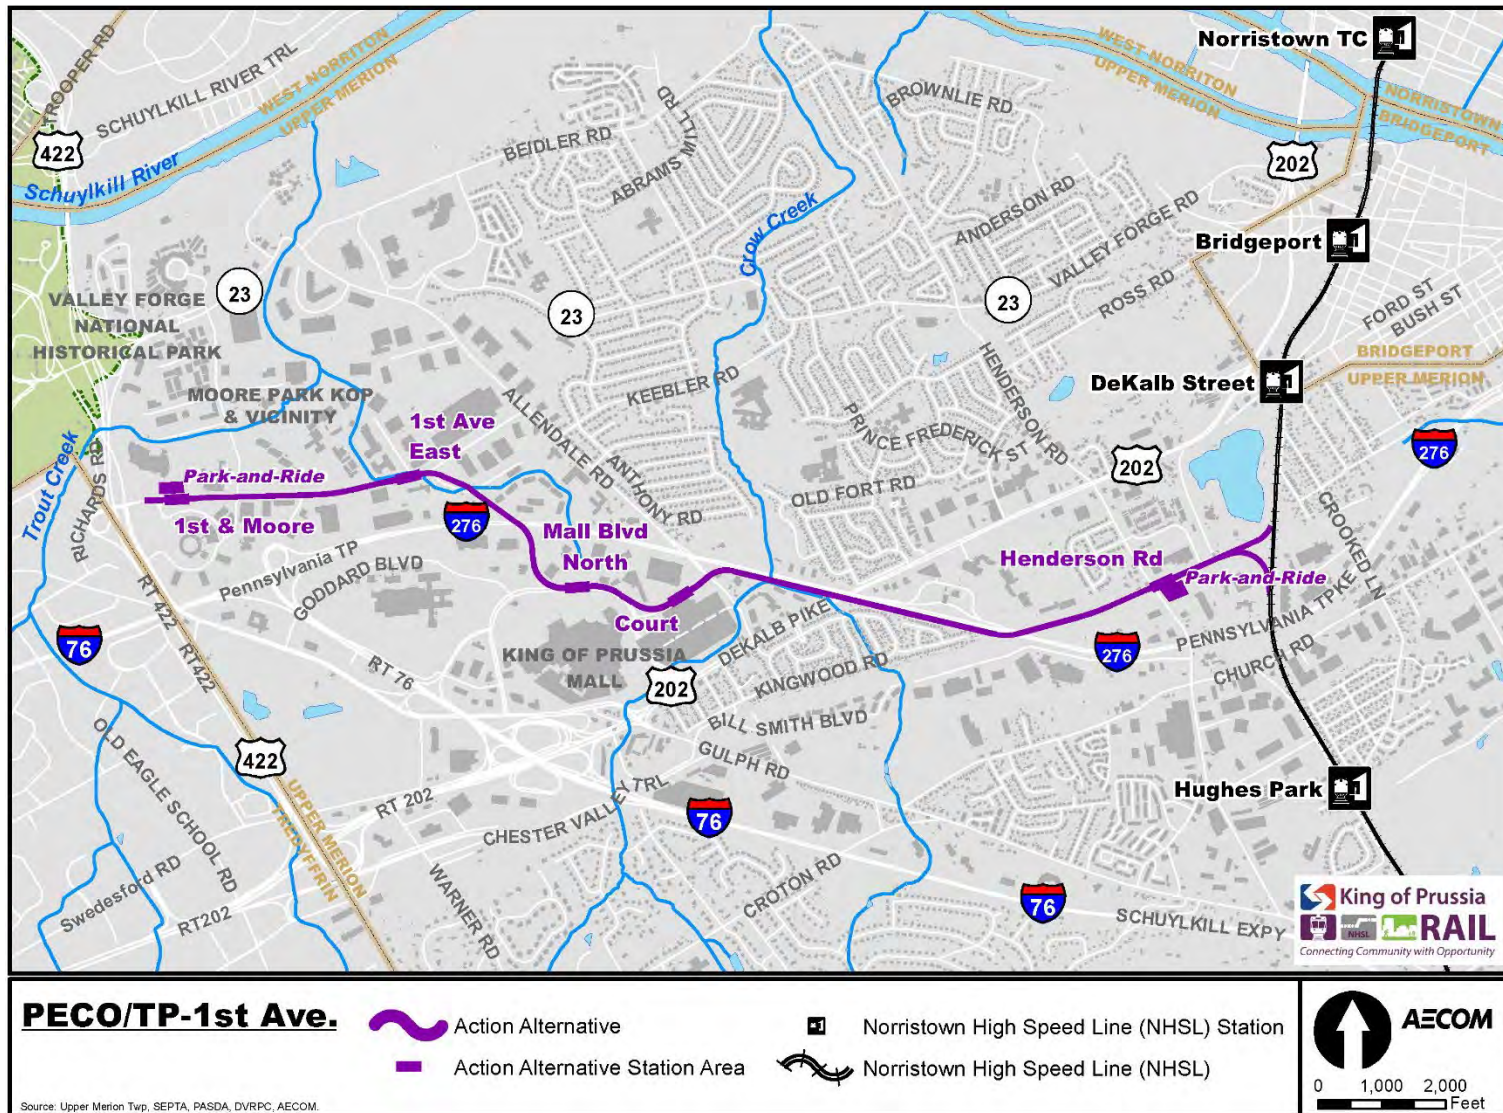 Norristown TC
TROOPER RD
SCHUYLKILL RIVER TRL
WEST NORRITON
UPPER MERION
WEST NORRITON
UPPER MERION
NORRISTOWN
BRIDGEPORT
422
Schuylkill River
BEIDLER RD
ABRAMS MILL RD
BROWNLIE RD
202
Crow Creek
ANDERSON RD
VALLEY FORGE RD
ROSS RD
Bridgeport
23
23
23
VALLEY FORGE
NATIONAL
HISTORICAL PARK
FORD ST
BUSH ST
BRIDGEPORT
UPPER MERION
MOORE PARK KOP
& VICINITY
KEEBLER RD
HENDERSON RD
DeKalb Street
ALLENDALE RD
PRINCE FREDERICK ST
1st Ave
East
276
202
Trout Creek
RICHARDS RD
Park-and-Ride
ANTHONY RD
OLD FORT RD
CROOKED LN
1st & Moore
276
Mall Blvd
North
Henderson Rd
Park-and-Ride
Pennsylvania TP
GODDARD BLVD
RT 422
RT422
76
Court
DEKALB PIKE
276
PENNSYLVANIA TPKE
CHURCH RD
RT 76
KING OF PRUSSIA
MALL
202
KINGWOOD RD
BILL SMITH BLVD
GULPH RD
OLD EAGLE SCHOOL RD
422
UPPER MERION
TREDYFFRIN
RT 202
CHESTER VALLEY TRL
76
Hughes Park
Swedesford RD
RT202
WARNER RD
CROTON RD
76
SCHUYLKILL EXPY
King of Prussia
NHSL
RAIL
Connecting Community with Opportunity
PECO/TP-1st Ave.
Action Alternative
Action Alternative Station Area
Norristown High Speed Line (NHSL) Station
Norristown High Speed Line (NHSL)
AECOM
0 1,000 2,000
Feet
Source: Upper Merion Twp, SEPTA, PASDA, DVRPC, AECOM.